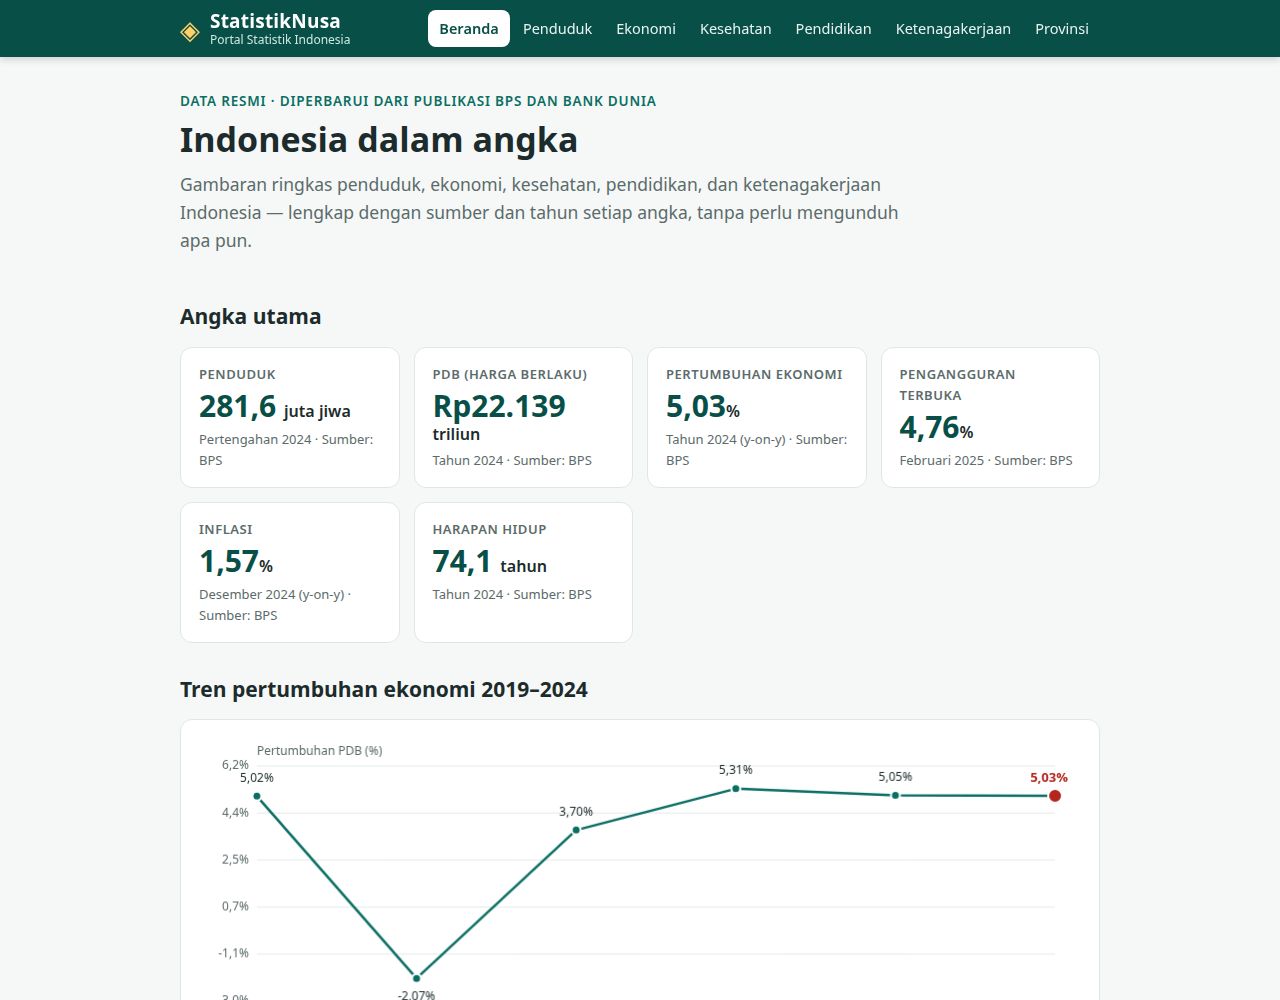 ◈ StatistikNusa
Portal Statistik Indonesia
Beranda Penduduk Ekonomi Kesehatan Pendidikan Ketenagakerjaan Provinsi
DATA RESMI · DIPERBARUI DARI PUBLIKASI BPS DAN BANK DUNIA
Indonesia dalam angka
Gambaran ringkas penduduk, ekonomi, kesehatan, pendidikan, dan ketenagakerjaan
Indonesia — lengkap dengan sumber dan tahun setiap angka, tanpa perlu mengunduh
apa pun.
Angka utama
PENDUDUK
281,6 juta jiwa
Pertengahan 2024 · Sumber:
BPS
PDB (HARGA BERLAKU)
Rp22.139
triliun
Tahun 2024 · Sumber: BPS
PERTUMBUHAN EKONOMI
5,03%
Tahun 2024 (y-on-y) · Sumber:
BPS
PENGANGGURAN
TERBUKA
4,76%
Februari 2025 · Sumber: BPS
INFLASI
1,57%
Desember 2024 (y-on-y) ·
Sumber: BPS
HARAPAN HIDUP
74,1 tahun
Tahun 2024 · Sumber: BPS
Tren pertumbuhan ekonomi 2019–2024
Pertumbuhan PDB (%)
6,2%
5,02%
5,31%
5,05%
5,03%
4,4%
3,70%
2,5%
0,7%
-1,1%
-2,07%
-3,0%